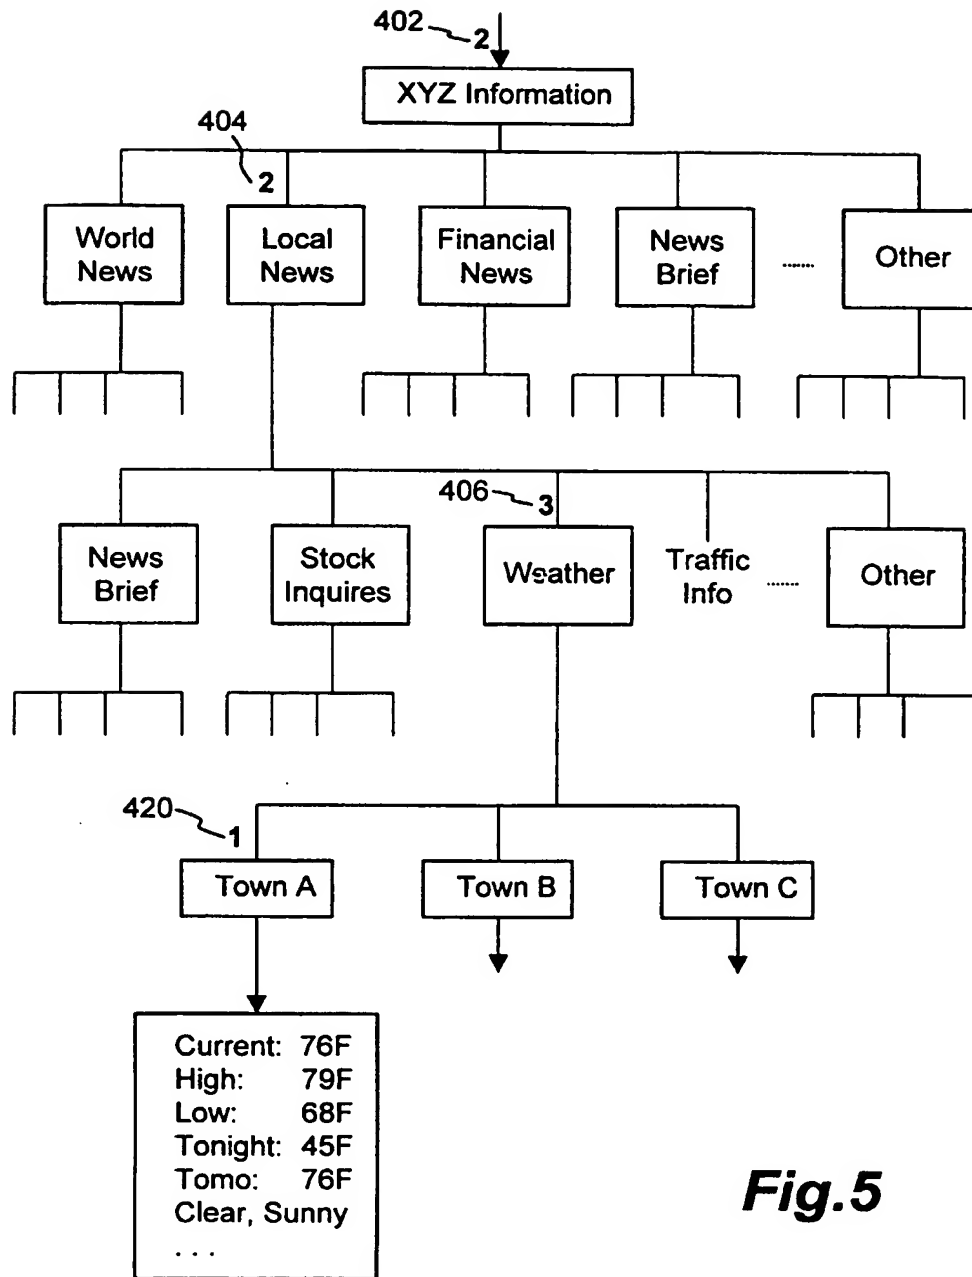 402
2
XYZ Information
404
2
World
News
Local
News
Financial
News
News
Brief
.......
Other
406
3
News
Brief
Stock
Inquires
Weather
Traffic
Info
.......
Other
420
1
Town A
Town B
Town C
Current: 76F
High: 79F
Low: 68F
Tonight: 45F
Tomo: 76F
Clear, Sunny
. . .
Fig.5